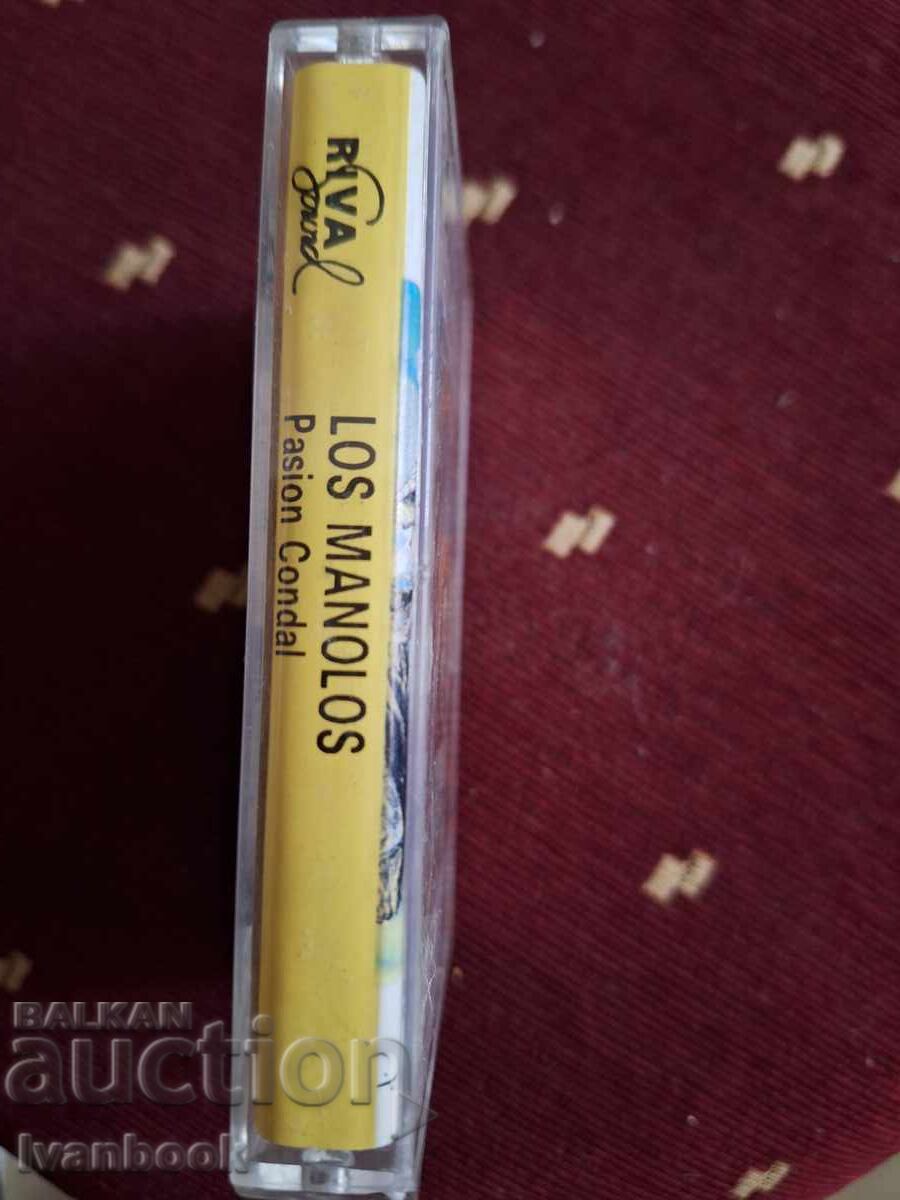 RIVA
Sound
LOS MANOLOS
Pasion Condal
BALKAN
auction
Ivanbook